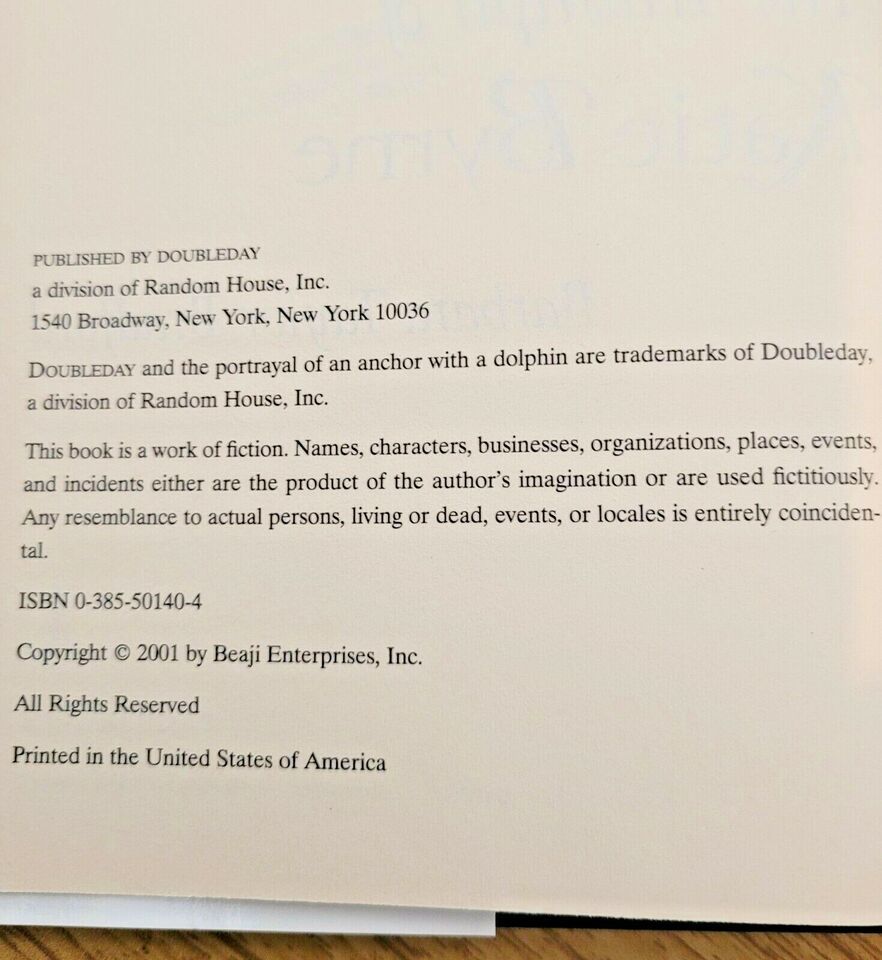 PUBLISHED BY DOUBLEDAY
a division of Random House, Inc.
1540 Broadway, New York, New York 10036
DOUBLEDAY and the portrayal of an anchor with a dolphin are trademarks of Doubleday,
a division of Random House, Inc.
This book is a work of fiction. Names, characters, businesses, organizations, places, events,
and incidents either are the product of the author's imagination or are used fictitiously.
Any resemblance to actual persons, living or dead, events, or locales is entirely coinciden-
tal.
ISBN 0-385-50140-4
Copyright © 2001 by Beaji Enterprises, Inc.
All Rights Reserved
Printed in the United States of America